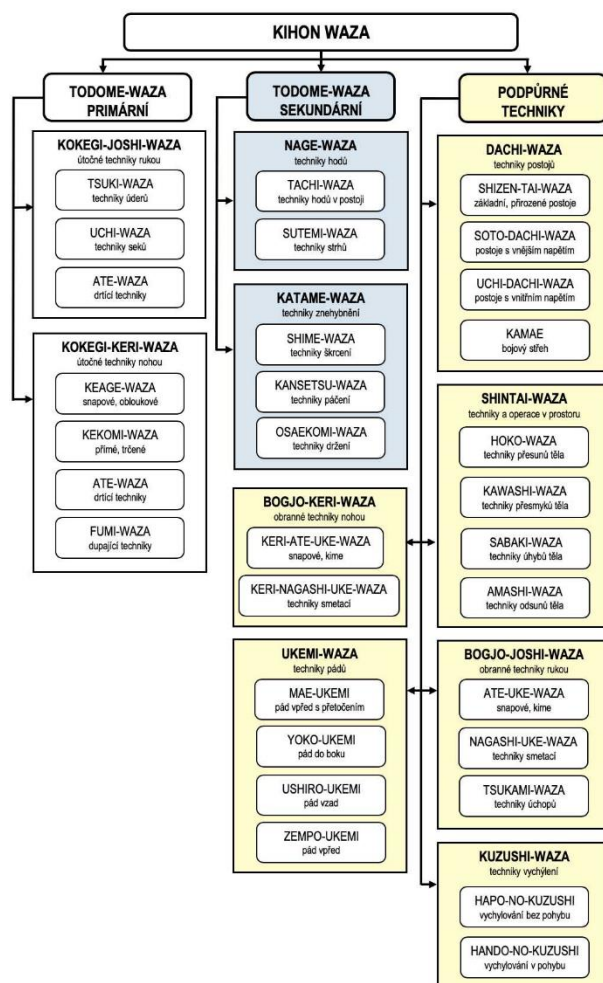 KIHON WAZA
TODOME-WAZA
PRIMÁRNÍ
KOKEGI-JOSHI-WAZA
útočné techniky rukou
TSUKI-WAZA
techniky úderů
UCHI-WAZA
techniky seků
ATE-WAZA
drtící techniky
KOKEGI-KERI-WAZA
útočné techniky nohou
KEAGE-WAZA
snapové, obloukové
KEKOMI-WAZA
přímé, trčené
ATE-WAZA
drtící techniky
FUMI-WAZA
dupající techniky
TODOME-WAZA
SEKUNDÁRNÍ
NAGE-WAZA
techniky hodů
TACHI-WAZA
techniky hodů v postoji
SUTEMI-WAZA
techniky strhů
KATAME-WAZA
techniky znehybnění
SHIME-WAZA
techniky škrcení
KANSETSU-WAZA
techniky páčení
OSAEKOMI-WAZA
techniky držení
BOGJO-KERI-WAZA
obranné techniky nohou
KERI-ATE-UKE-WAZA
snapové, kime
KERI-NAGASHI-UKE-WAZA
techniky smetací
UKEMI-WAZA
techniky pádů
MAE-UKEMI
pád vpřed s přetočením
YOKO-UKEMI
pád do boku
USHIRO-UKEMI
pád vzad
ZEMPO-UKEMI
pád vpřed
PODPŮRNÉ
TECHNIKY
DACHI-WAZA
techniky postojů
SHIZEN-TAI-WAZA
základní, přirozené postoje
SOTO-DACHI-WAZA
postoje s vnějším napětím
UCHI-DACHI-WAZA
postoje s vnitřním napětím
KAMAE
bojový střeh
SHINTAI-WAZA
techniky a operace v prostoru
HOKO-WAZA
techniky přesunů těla
KAWASHI-WAZA
techniky přesmyků těla
SABAKI-WAZA
techniky úhybů těla
AMASHI-WAZA
techniky odsunů těla
BOGJO-JOSHI-WAZA
obranné techniky rukou
ATE-UKE-WAZA
snapové, kime
NAGASHI-UKE-WAZA
techniky smetací
TSUKAMI-WAZA
techniky úchopů
KUZUSHI-WAZA
techniky vychýlení
HAPO-NO-KUZUSHI
vychylování bez pohybu
HANDO-NO-KUZUSHI
vychylování v pohybu